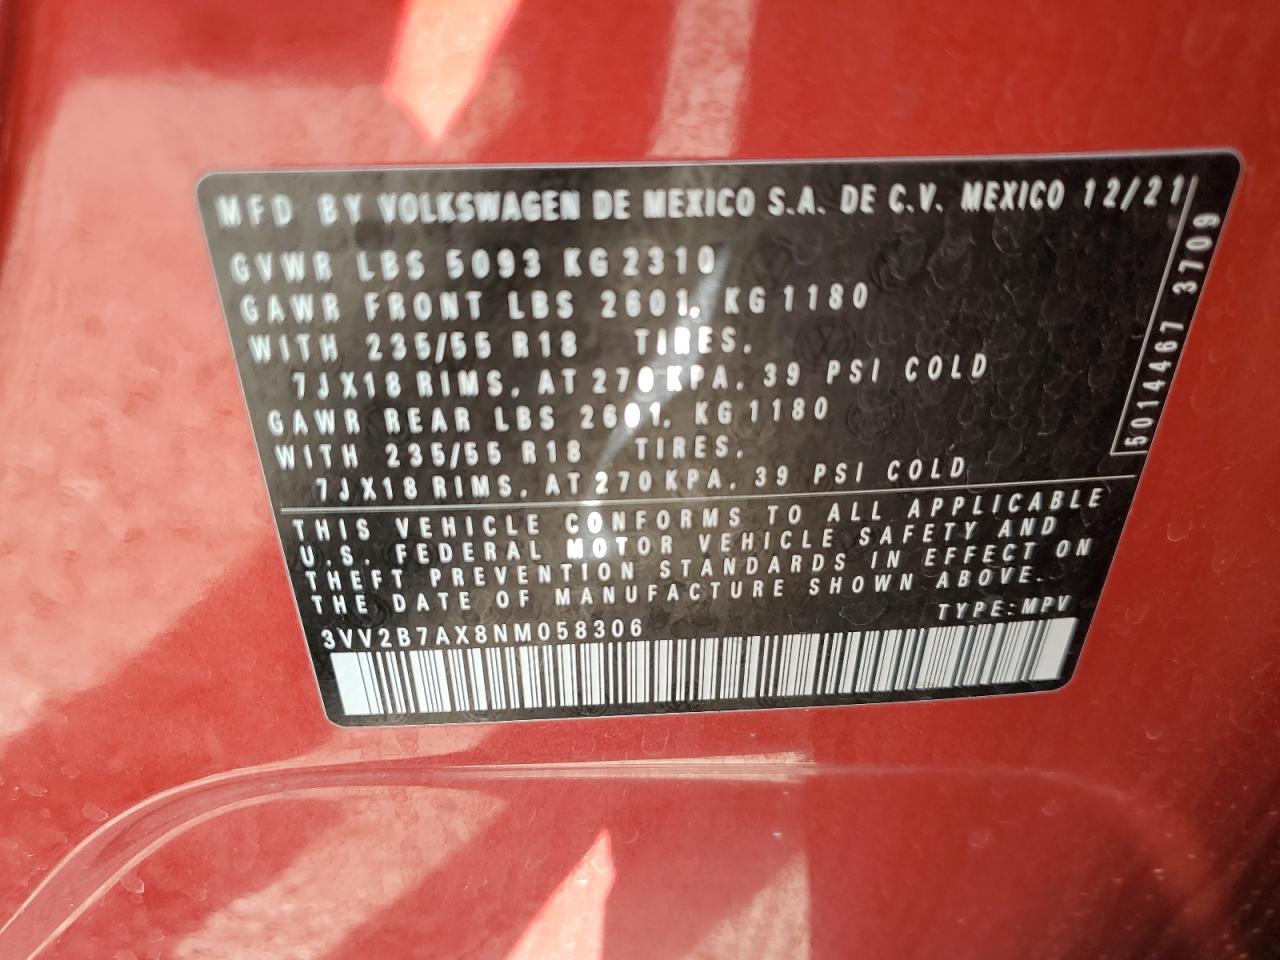 MFD BY VOLKSWAGEN DE MEXICO S.A. DE C.V. MEXICO 12/21
GVWR LBS 5093 KG 2310
GAWR FRONT LBS 2601, KG 1180
WITH 235/55 R18 TIRES,
7JX18 RIMS, AT 270 KPA, 39 PSI COLD
GAWR REAR LBS 2601, KG 1180
WITH 235/55 R18 TIRES,
7JX18 RIMS, AT 270 KPA, 39 PSI COLD
5014467 3709
THIS VEHICLE CONFORMS TO ALL APPLICABLE
U.S. FEDERAL MOTOR VEHICLE SAFETY AND
THEFT PREVENTION STANDARDS IN EFFECT ON
THE DATE OF MANUFACTURE SHOWN ABOVE.
TYPE: MPV
3VV2B7AX8NM058306